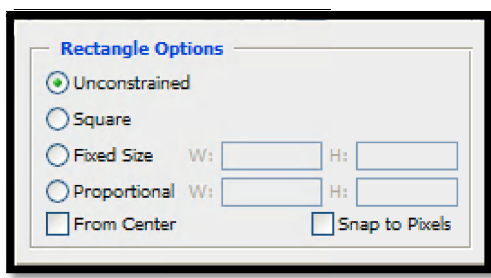 Rectangle Options
Unconstrained
Square
Fixed Size W: H:
Proportional W: H:
From Center Snap to Pixels